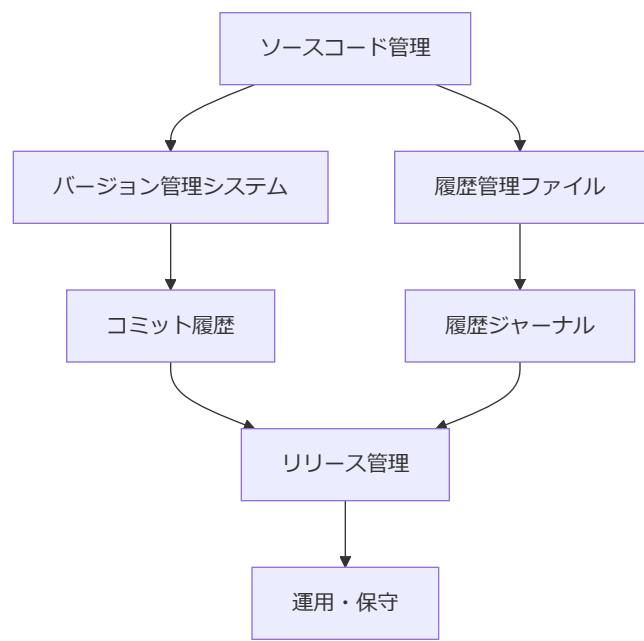 ソースコード管理
バージョン管理システム
履歴管理ファイル
コミット履歴
履歴ジャーナル
リリース管理
運用・保守